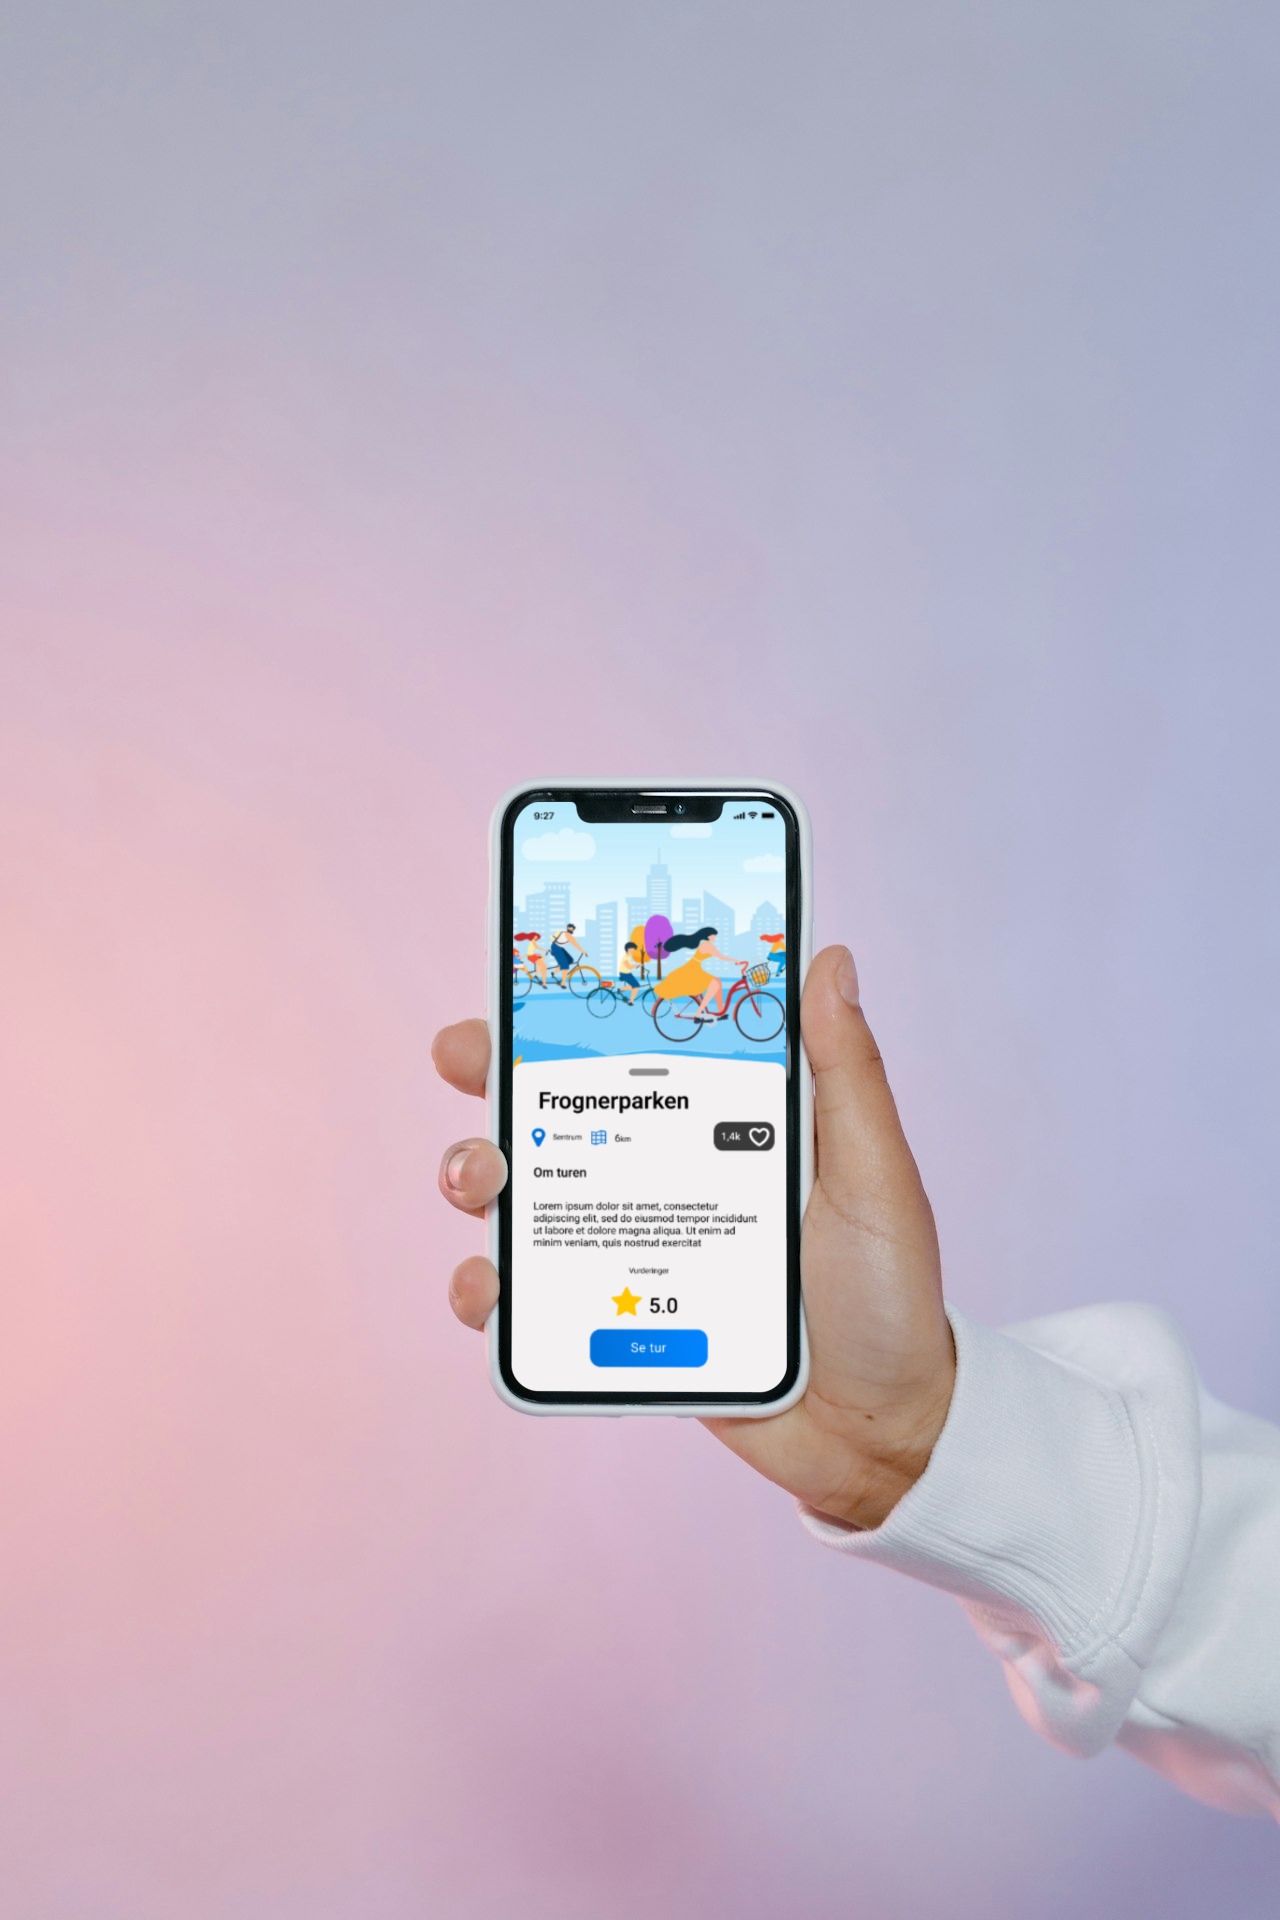 9:27
Frognerparken
Sentrum 6km 1,4k
Om turen
Lorem ipsum dolor sit amet, consectetur
adipiscing elit, sed do eiusmod tempor incididunt
ut labore et dolore magna aliqua. Ut enim ad
minim veniam, quis nostrud exercitat
Vurderinger
5.0
Se tur